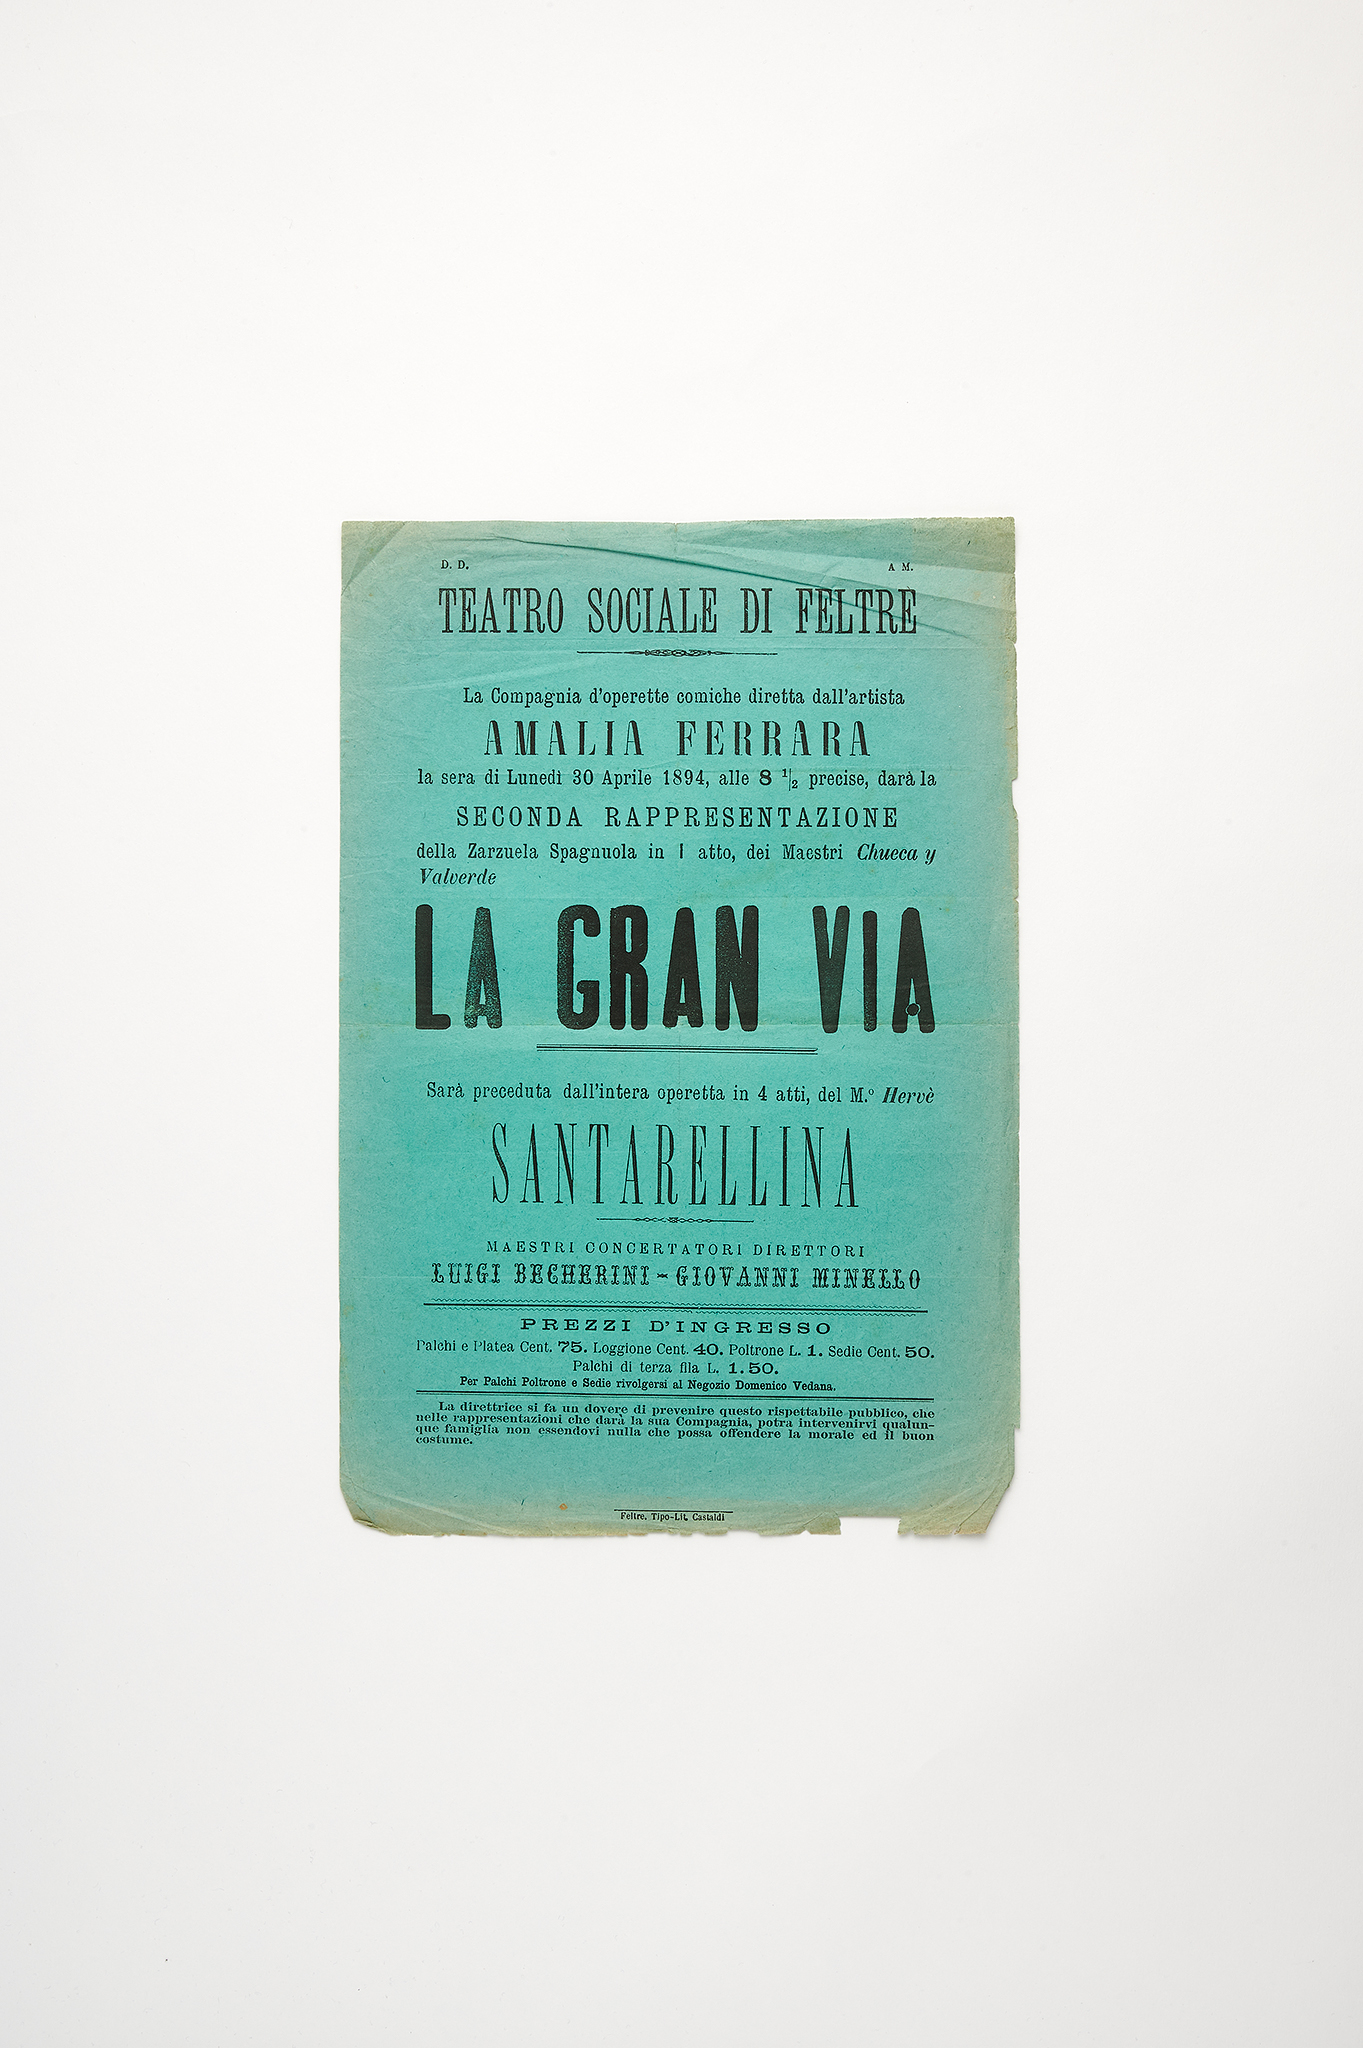 D. D. A M.
TEATRO SOCIALE DI FELTRE
La Compagnia d'operette comiche diretta dall'artista
AMALIA FERRARA
la sera di Lunedì 30 Aprile 1894, alle 8 1/2 precise, darà la
SECONDA RAPPRESENTAZIONE
della Zarzuela Spagnuola in I atto, dei Maestri Chueca y
Valverde
LA GRAN VIA
Sarà preceduta dall'intera operetta in 4 atti, del M.º Hervè
SANTARELLINA
MAESTRI CONCERTATORI DIRETTORI
LUIGI BECHERINI - GIOVANNI MINELLO
PREZZI D'INGRESSO
Palchi e Platea Cent. 75. Loggione Cent. 40. Poltrone L. 1. Sedie Cent. 50.
Palchi di terza fila L. 1.50.
Per Palchi Poltrone e Sedie rivolgersi al Negozio Domenico Vedana.
La direttrice si fa un dovere di prevenire questo rispettabile pubblico, che
nelle rappresentazioni che darà la sua Compagnia, potrà intervenirvi qualun-
que famiglia non essendovi nulla che possa offendere la morale ed il buon
costume.
Feltre, Tipo-Lit. Castaldi